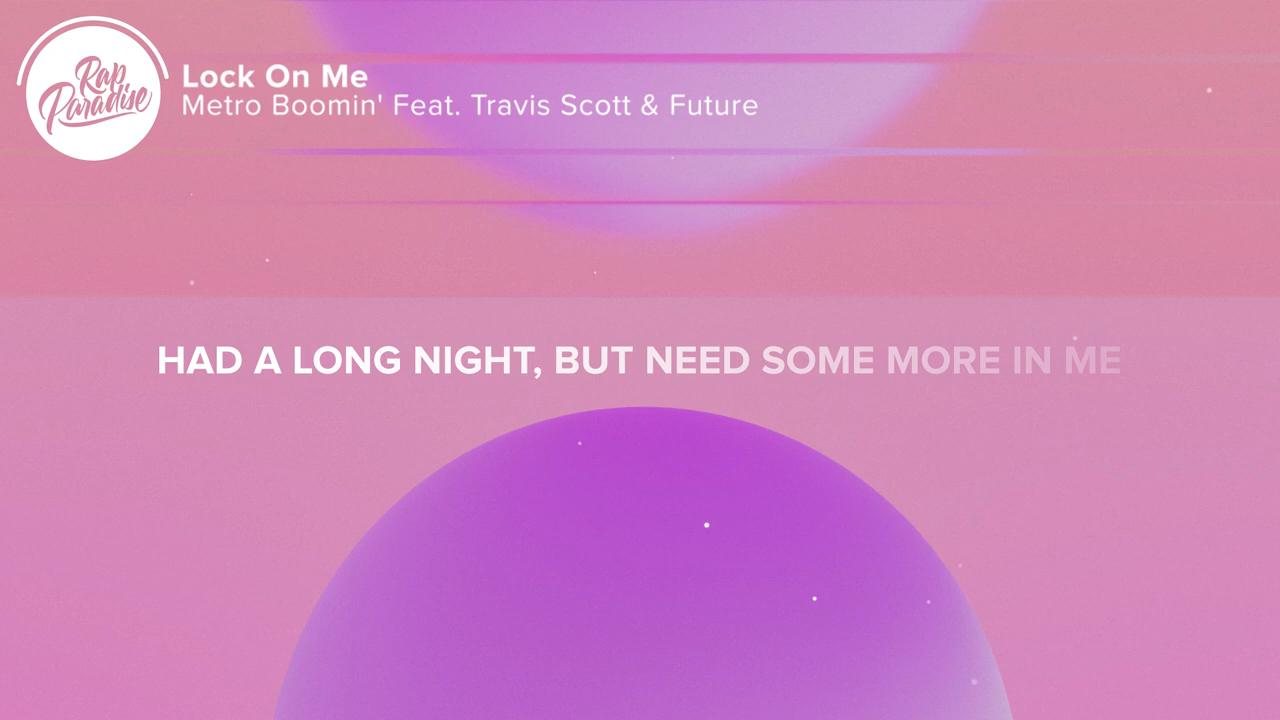 Rap
Paradise
Lock On Me
Metro Boomin' Feat. Travis Scott & Future
HAD A LONG NIGHT, BUT NEED SOME MORE IN ME